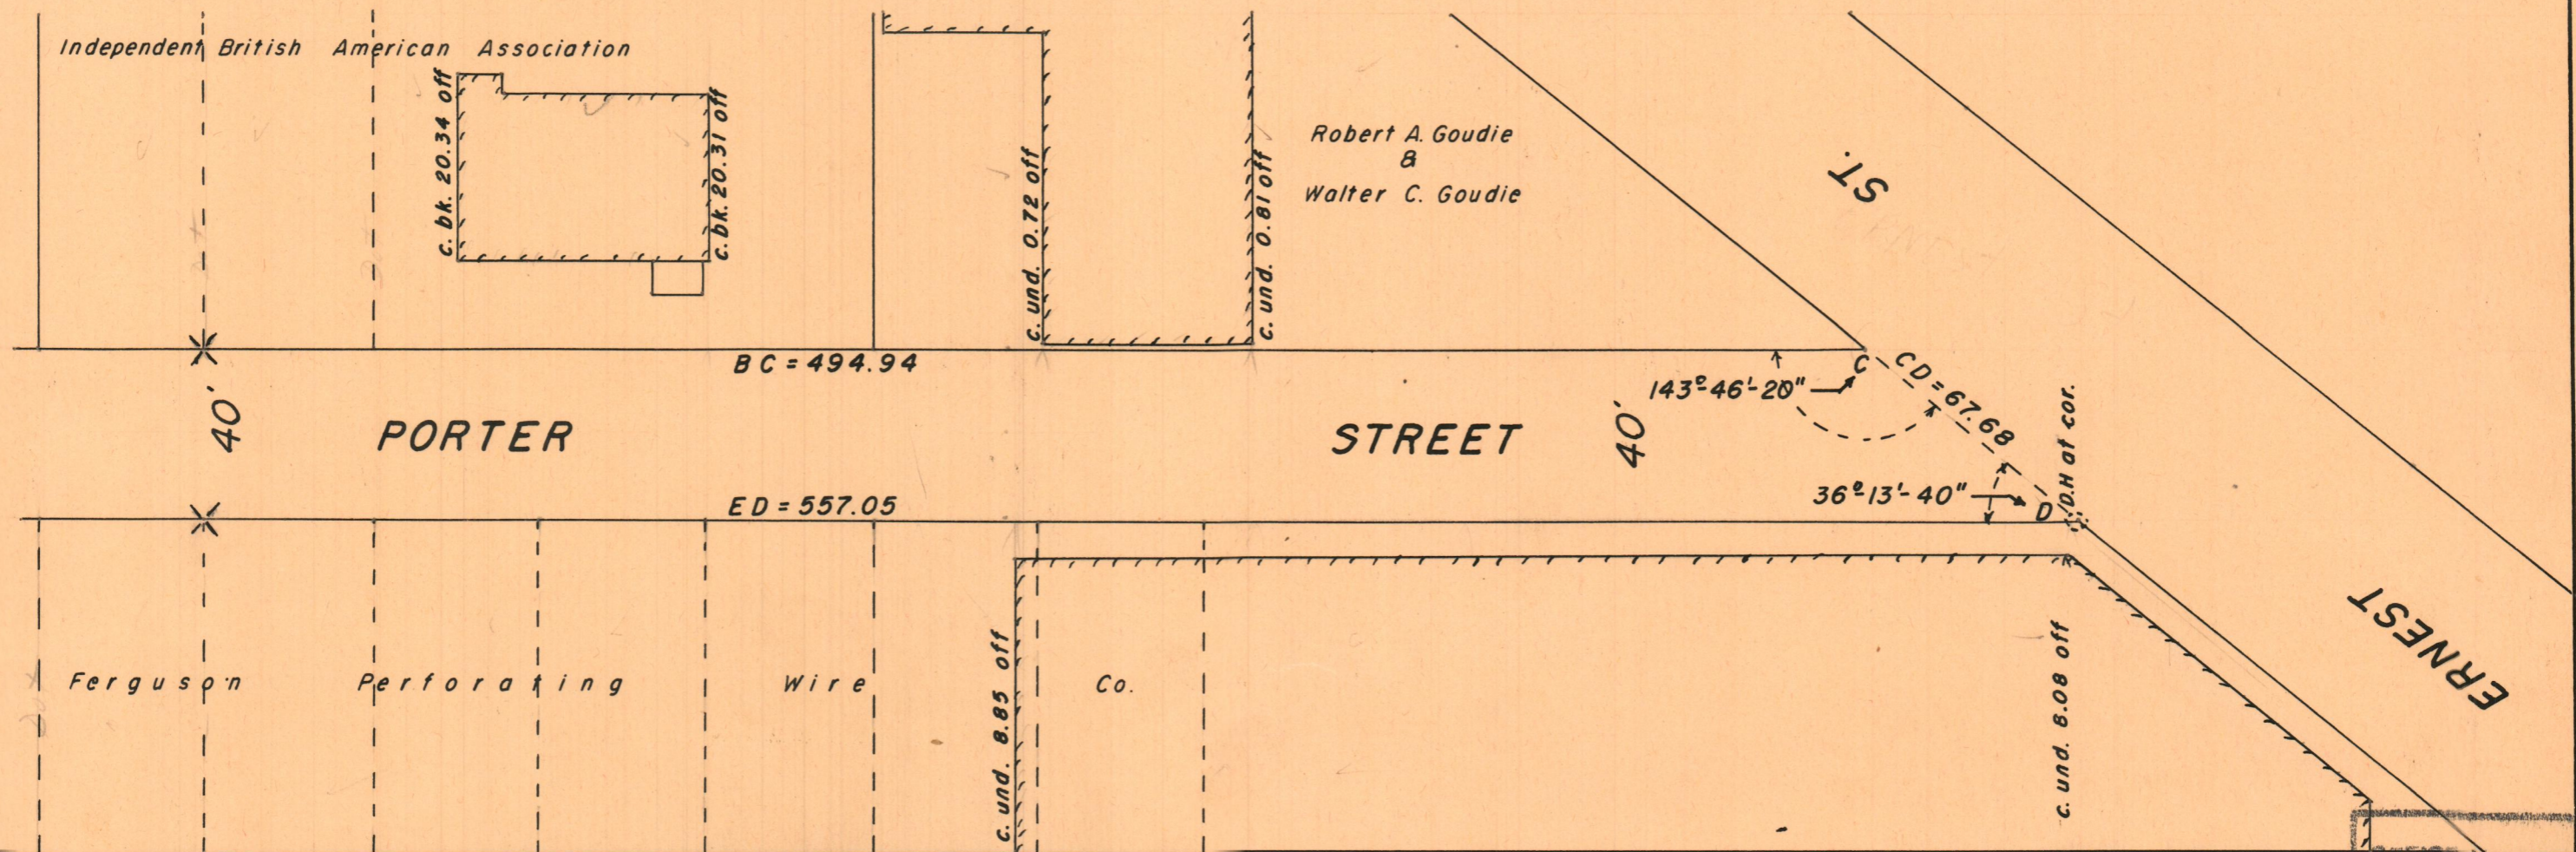 Independent British American Association
c. bk. 20.34 off
c. bk. 20.31 off
c. und. 0.72 off
c. und. 0.81 off
Robert A. Goudie
&
Walter C. Goudie
ST.
BC = 494.94
C
CD = 67.68
143º-46'-20"
40'
PORTER STREET
40'
D.H at cor.
36º-13'-40"
D
ED = 557.05
ERNEST
Ferguson Perforating Wire Co.
c. und. 8.85 off
c. und. 8.08 off